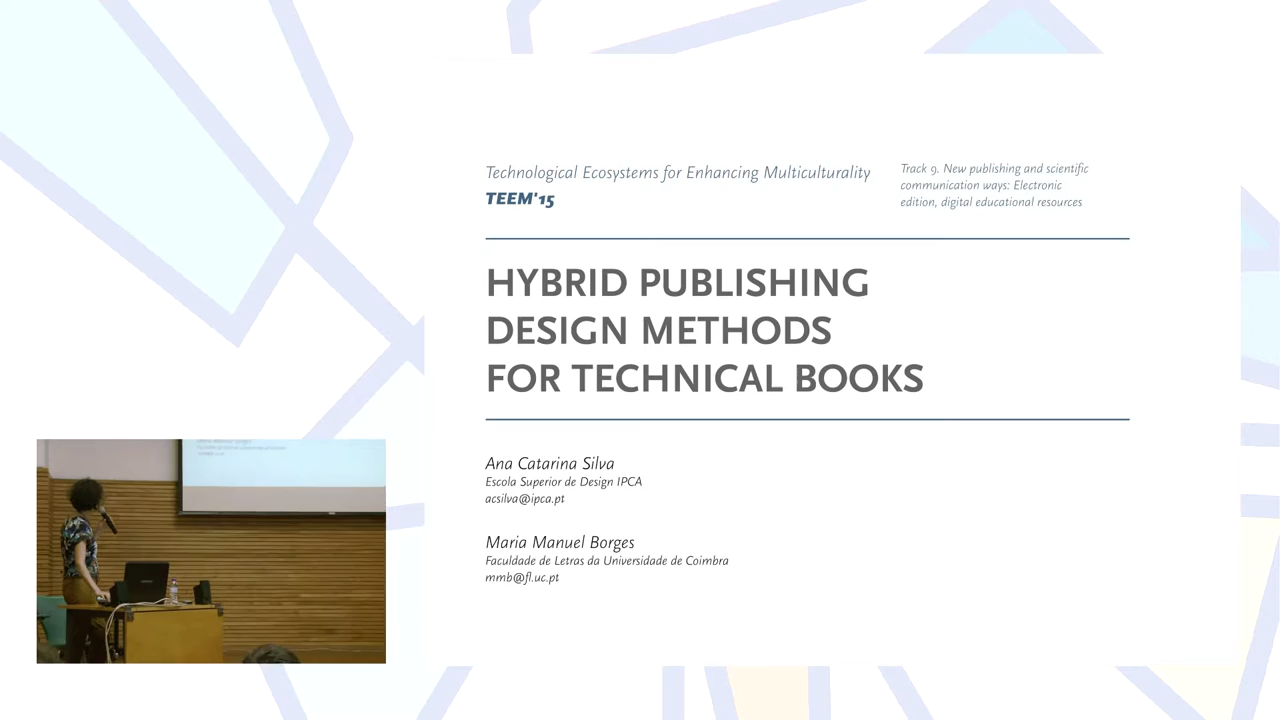 Technological Ecosystems for Enhancing Multiculturality
TEEM'15
Track 9. New publishing and scientific
communication ways: Electronic
edition, digital educational resources
HYBRID PUBLISHING
DESIGN METHODS
FOR TECHNICAL BOOKS
Ana Catarina Silva
Escola Superior de Design IPCA
acsilva@ipca.pt
Maria Manuel Borges
Faculdade de Letras da Universidade de Coimbra
mmb@fl.uc.pt